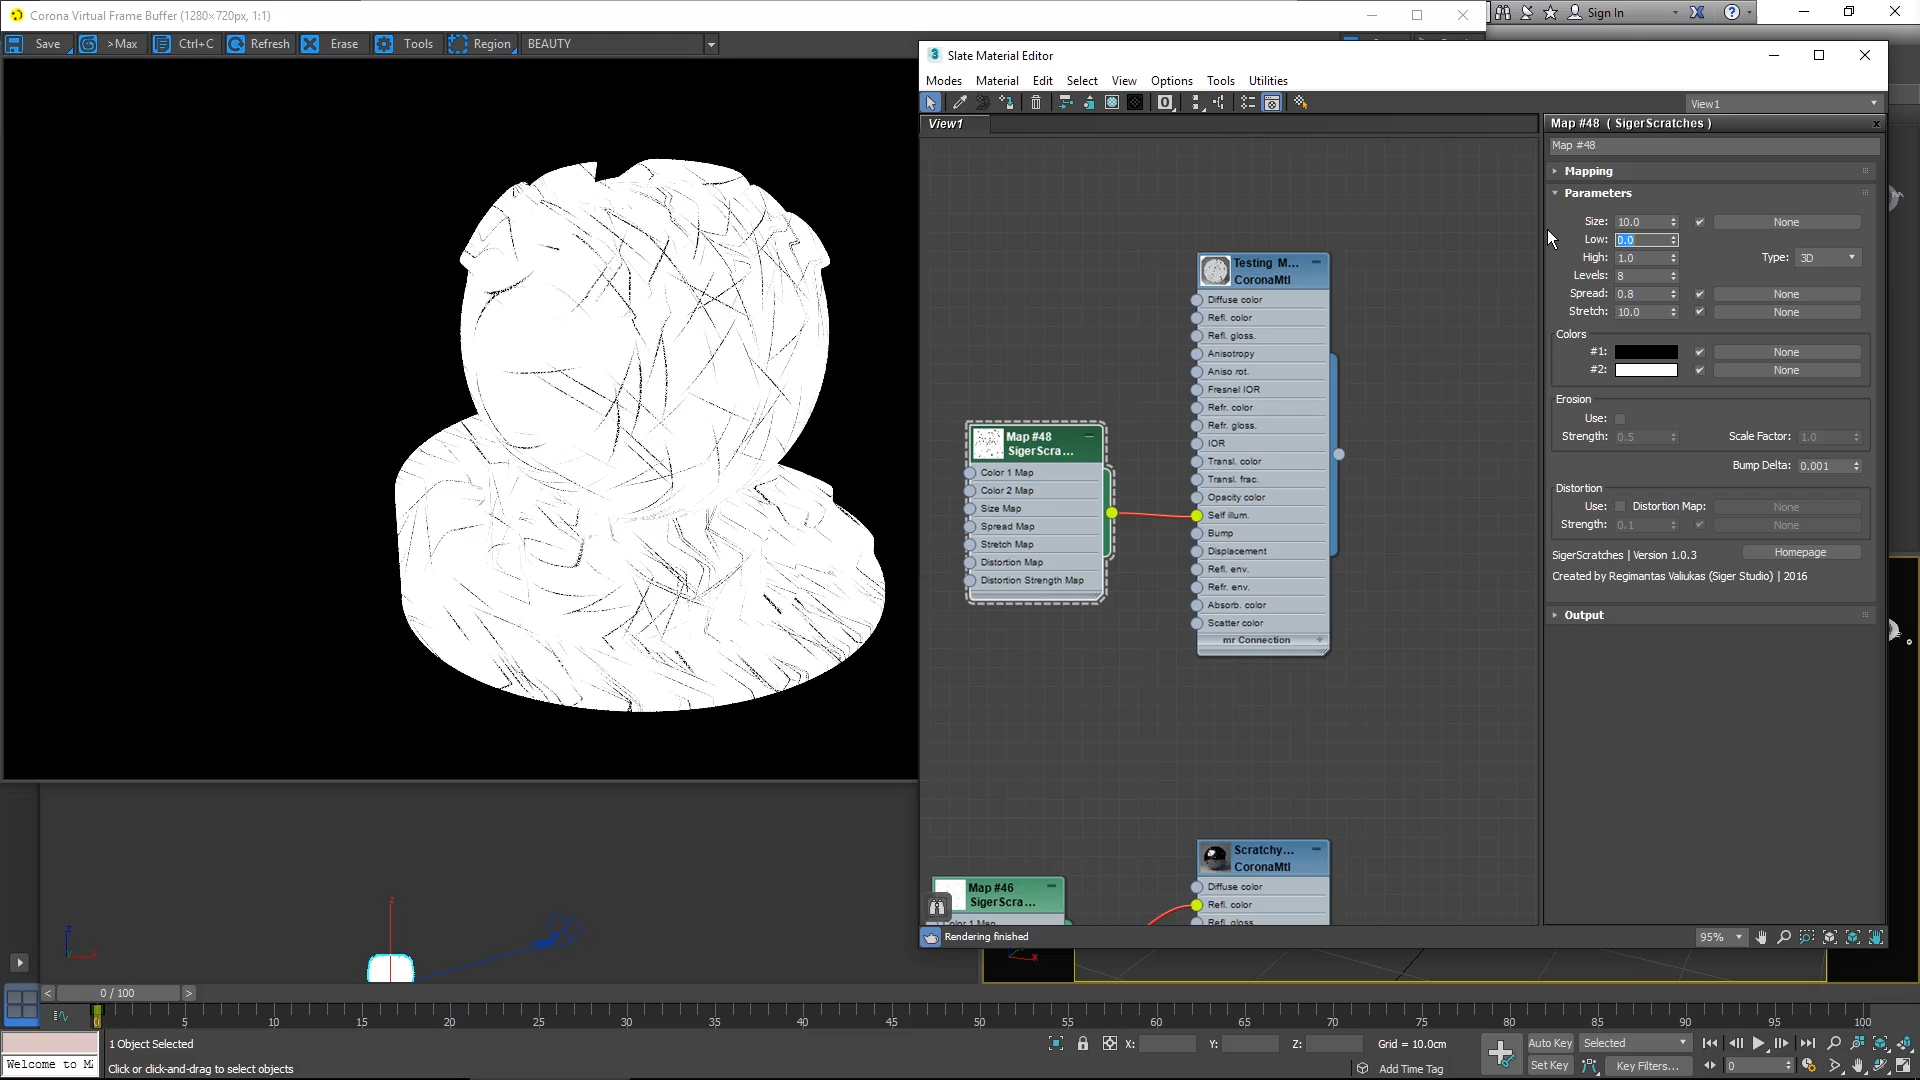 Corona Virtual Frame Buffer (1280×720px, 1:1)
Sign In
Save
>Max
Ctrl+C
Refresh
Erase
Tools
Region
BEAUTY
Slate Material Editor
Modes Material Edit Select View Options Tools Utilities
View1
View1
Map #48 ( SigerScratches )
Map #48
Mapping
Parameters
Size: 10.0 None
Low: 0.0
High: 1.0 Type: 3D
Levels: 8
Spread: 0.8 None
Stretch: 10.0 None
Colors
#1: None
#2: None
Erosion
Use:
Strength: 0.5 Scale Factor: 1.0
Bump Delta: 0.001
Distortion
Use: Distortion Map: None
Strength: 0.1 None
SigerScratches | Version 1.0.3 Homepage
Created by Regimantas Valiukas (Siger Studio) | 2016
Output
Testing M...
CoronaMtl
Diffuse color
Refl. color
Refl. gloss.
Anisotropy
Aniso rot.
Fresnel IOR
Refr. color
Refr. gloss.
IOR
Transl. color
Transl. frac.
Opacity color
Self illum.
Bump
Displacement
Refl. env.
Refr. env.
Absorb. color
Scatter color
mr Connection
Map #48
SigerScra...
Color 1 Map
Color 2 Map
Size Map
Spread Map
Stretch Map
Distortion Map
Distortion Strength Map
Scratchy...
CoronaMtl
Diffuse color
Refl. color
Refl. gloss
Map #46
SigerScra...
Color 1 Map
Rendering finished
95%
z
z
x
x
0 / 100
0 5 10 15 20 25 30 35 40 45 50 55 60 65 70 75 80 85 90 95 100
1 Object Selected
X: Y: Z: Grid = 10.0cm
Auto Key Selected
Welcome to M
Click or click-and-drag to select objects
Add Time Tag
Set Key Key Filters...
0